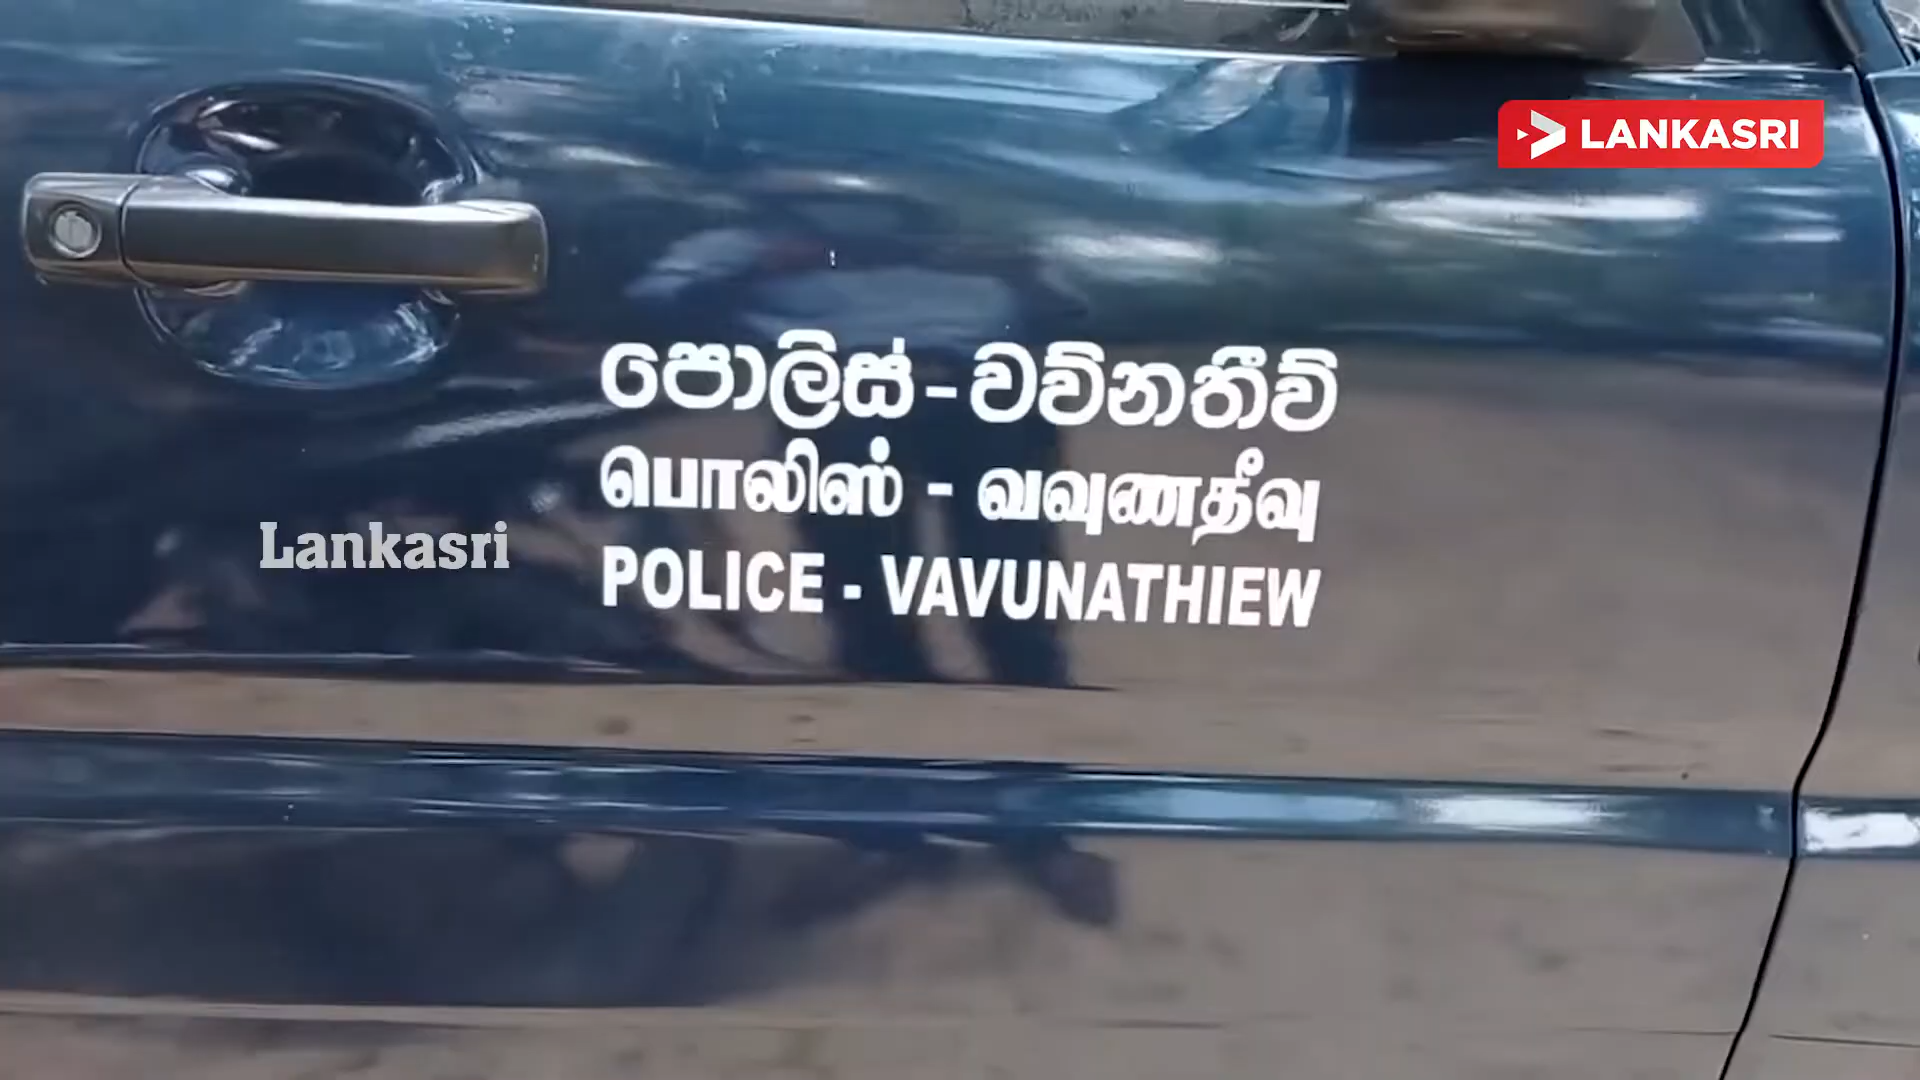 LANKASRI
පොලිස් - වව්නතීව්
பொலிஸ் - வவுணதீவு
Lankasri
POLICE - VAVUNATHIEW